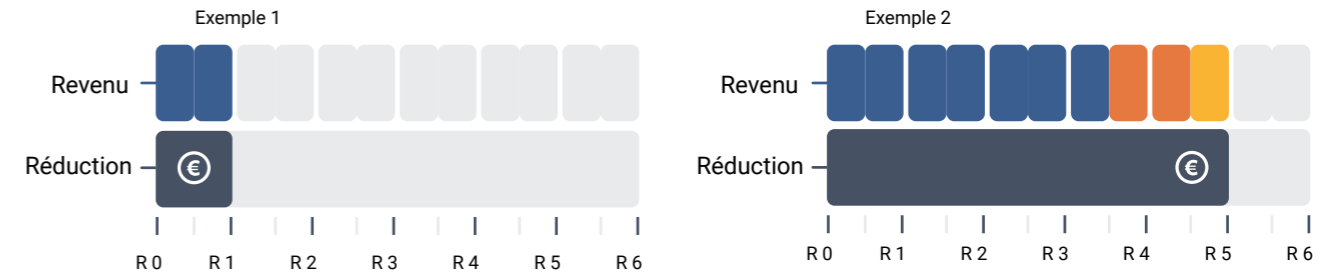 Exemple 1
Revenu
Réduction
€
R 0 R 1 R 2 R 3 R 4 R 5 R 6
Exemple 2
Revenu
Réduction
€
R 0 R 1 R 2 R 3 R 4 R 5 R 6